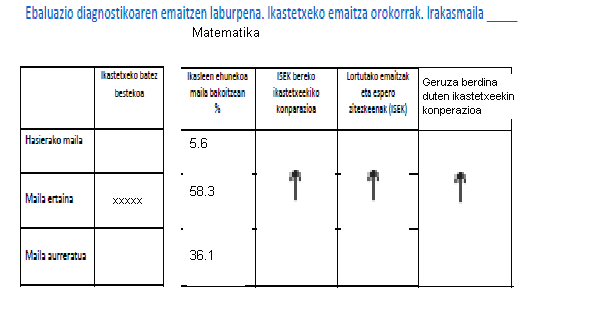 Ebaluazio diagnostikoaren emaitzen laburpena. Ikastetxeko emaitza orokorrak. Irakasmaila _____
Matematika
Ikastetxeko batez
bestekoa
Ikasleen ehunekoa
maila bakoitzean
%
ISEK bereko
ikastetxeekiko
konparazioa
Lortutako emaitzak
eta espero
zitezkeenak (ISEK)
Geruza berdina
duten ikastetxeekin
konperazioa
Hasierako maila
5.6
Maila ertaina
xxxxx
58.3
Maila aurreratua
36.1